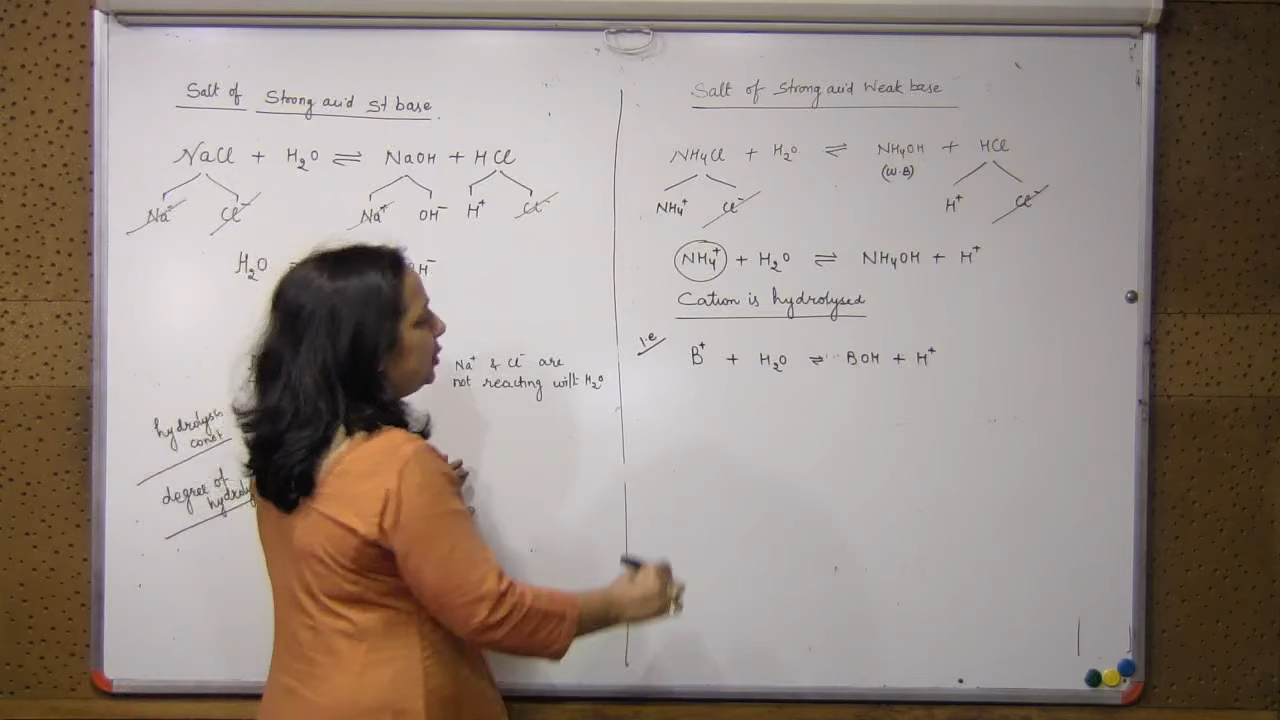 Salt of Strong acid St base
NaCl + H₂O ⇌ NaOH + HCl
Na⁺ Cl⁻ Na⁺ OH⁻ H⁺ Cl⁻
H₂O OH⁻
Na⁺ & Cl⁻ are
not reacting with H₂O
hydrolysis
const
degree of
Salt of Strong acid Weak base
NH₄Cl + H₂O ⇌ NH₄OH + HCl
(W.B)
NH₄⁺ Cl⁻ H⁺ Cl⁻
NH₄⁺ + H₂O ⇌ NH₄OH + H⁺
Cation is hydrolysed
i.e
B⁺ + H₂O ⇌ BOH + H⁺